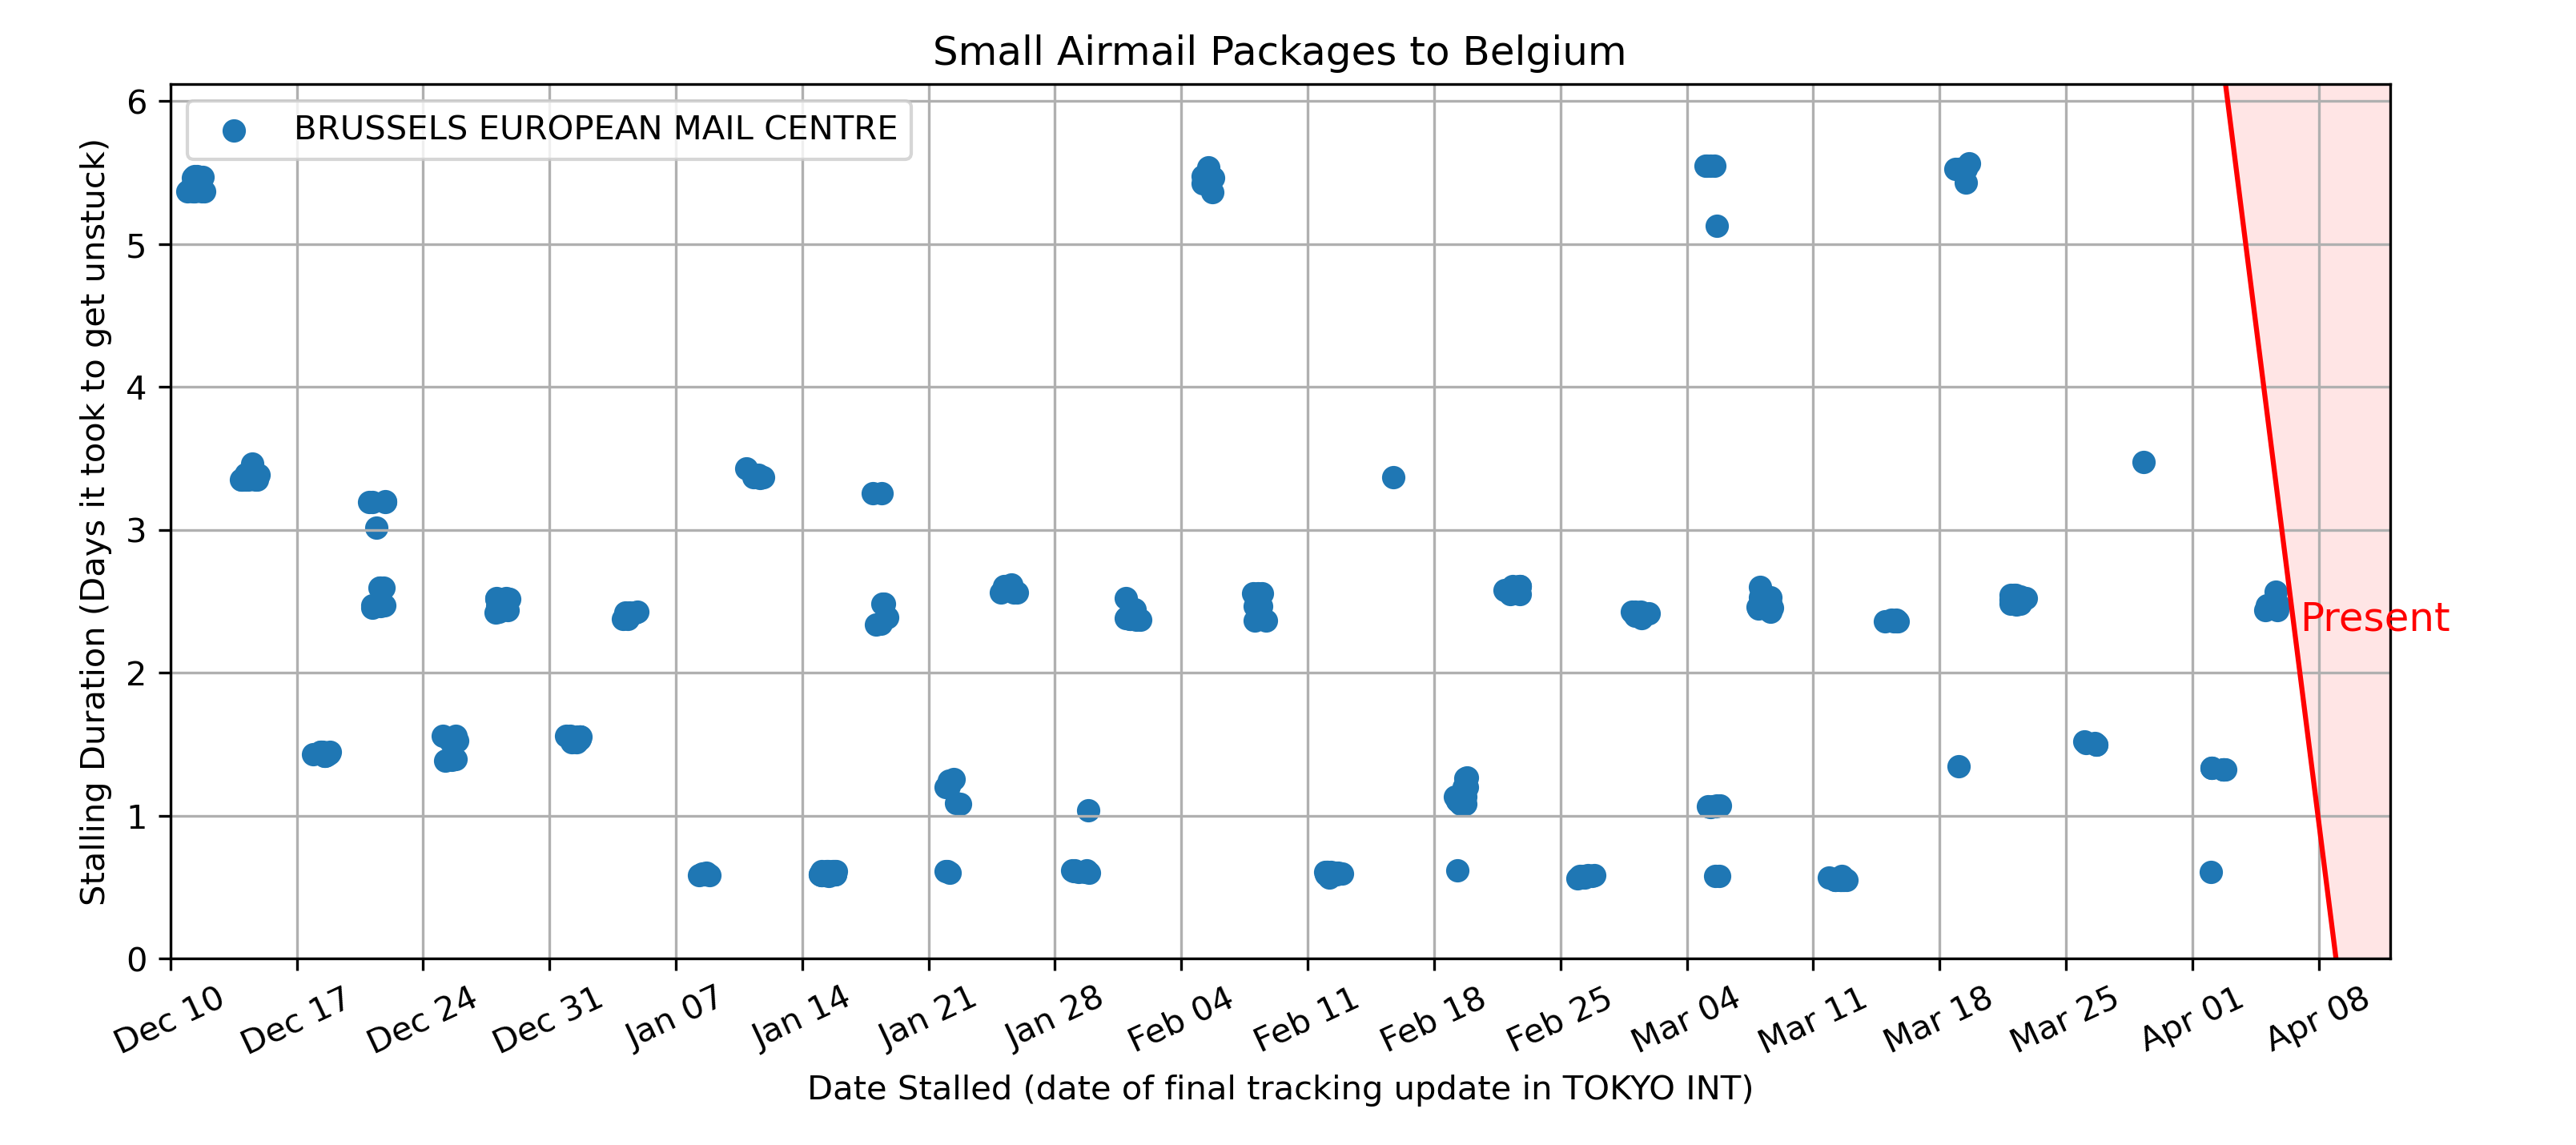 Small Airmail Packages to Belgium
BRUSSELS EUROPEAN MAIL CENTRE
Stalling Duration (Days it took to get unstuck)
6
5
4
3
2
1
0
Present
Dec 10
Dec 17
Dec 24
Dec 31
Jan 07
Jan 14
Jan 21
Jan 28
Feb 04
Feb 11
Feb 18
Feb 25
Mar 04
Mar 11
Mar 18
Mar 25
Apr 01
Apr 08
Date Stalled (date of final tracking update in TOKYO INT)